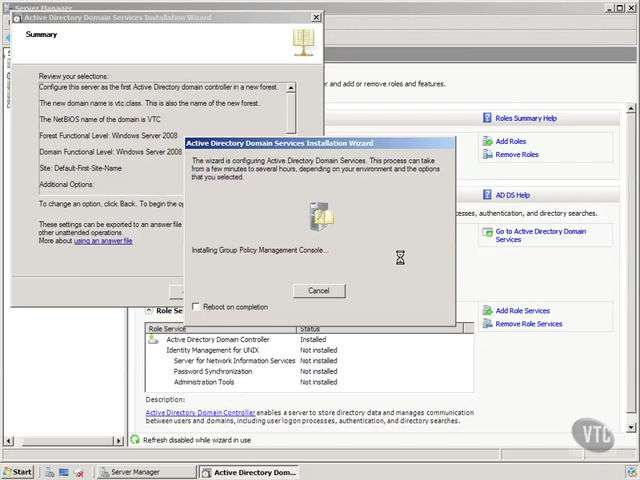 Server Manager
Active Directory Domain Services Installation Wizard
Summary
Review your selections:
Configure this server as the first Active Directory domain controller in a new forest.
The new domain name is vtc.class. This is also the name of the new forest.
The NetBIOS name of the domain is VTC
Forest Functional Level: Windows Server 2008
Domain Functional Level: Windows Server 2008
Site: Default-First-Site-Name
Additional Options:
To change an option, click Back. To begin the op
These settings can be exported to an answer file
other unattended operations.
More about using an answer file
er and add or remove roles and features.
Roles Summary Help
Add Roles
Remove Roles
AD DS Help
processes, authentication, and directory searches.
Go to Active Directory Domain
Services
Active Directory Domain Services Installation Wizard
The wizard is configuring Active Directory Domain Services. This process can take
from a few minutes to several hours, depending on your environment and the options
that you selected.
Installing Group Policy Management Console...
Cancel
Reboot on completion
Role Se
Add Role Services
Remove Role Services
Role Service
Status
Active Directory Domain Controller
Installed
Identity Management for UNIX
Not installed
Server for Network Information Services
Not installed
Password Synchronization
Not installed
Administration Tools
Not installed
Description:
Active Directory Domain Controller enables a server to store directory data and manages communication
between users and domains, including user logon processes, authentication, and directory searches.
Refresh disabled while wizard in use
VTC
Start
Server Manager
Active Directory Dom...